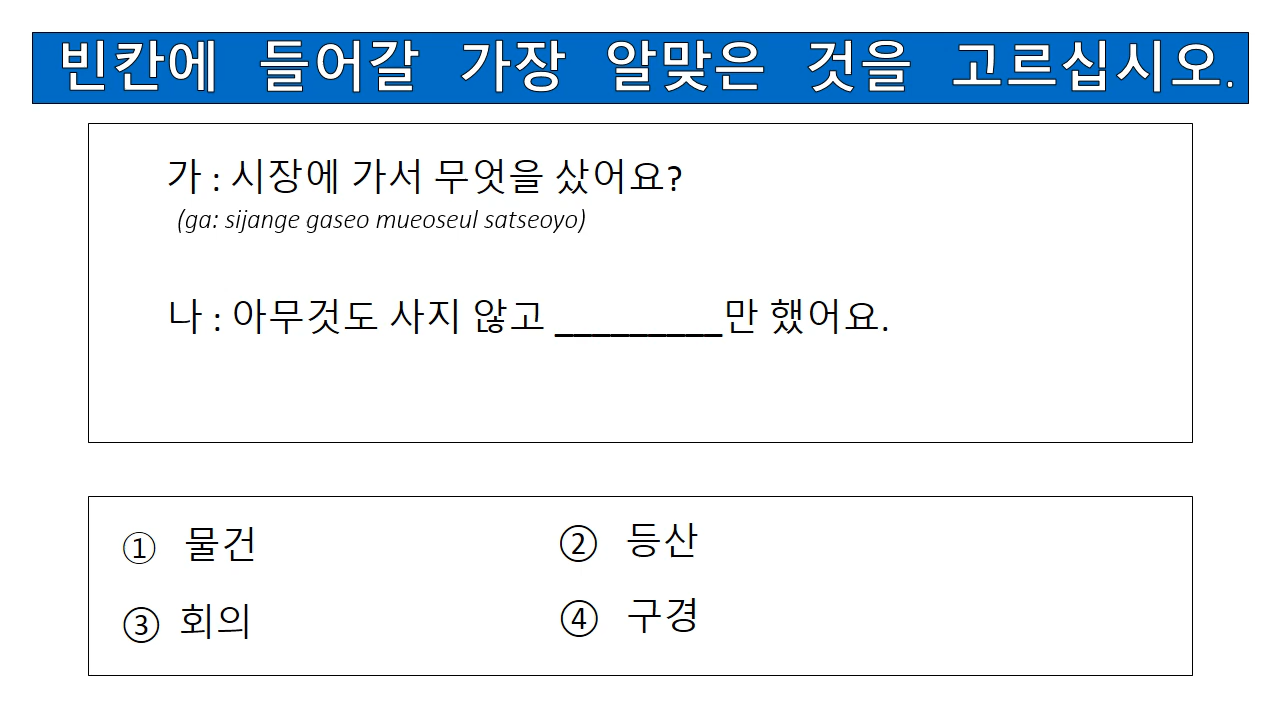 빈칸에 들어갈 가장 알맞은 것을 고르십시오.
가 : 시장에 가서 무엇을 샀어요?
(ga: sijange gaseo mueoseul satseoyo)
나 : 아무것도 사지 않고 _________만 했어요.
① 물건 ② 등산
③ 회의 ④ 구경